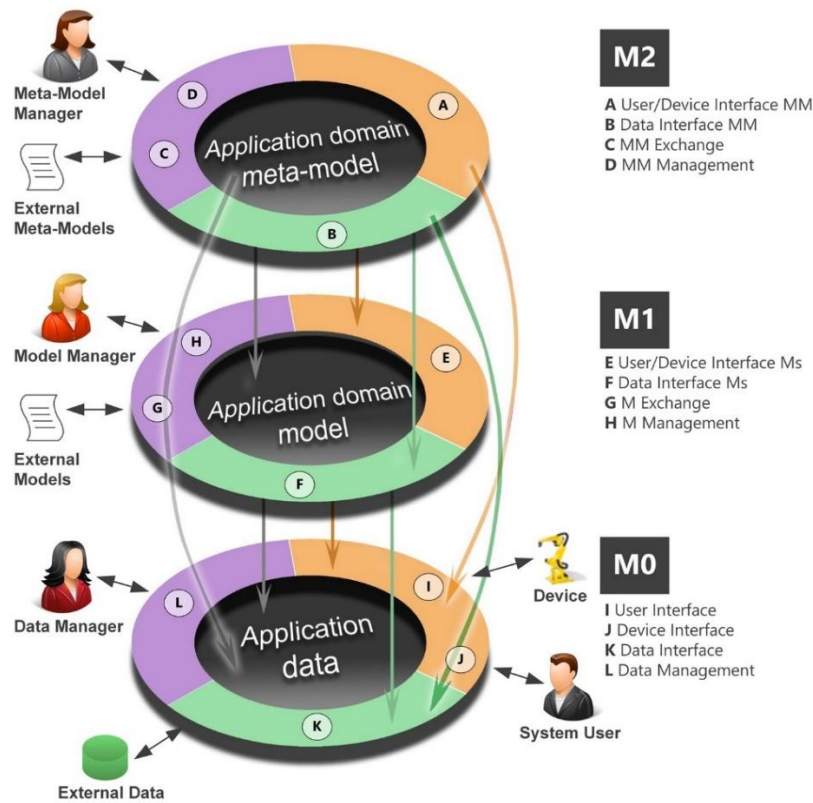 Meta-Model
Manager
External
Meta-Models
D
C
A
B
Application domain
meta-model
M2
A User/Device Interface MM
B Data Interface MM
C MM Exchange
D MM Management
Model Manager
External
Models
H
G
E
F
Application domain
model
M1
E User/Device Interface Ms
F Data Interface Ms
G M Exchange
H M Management
Data Manager
External Data
L
I
J
K
Application
data
Device
System User
M0
I User Interface
J Device Interface
K Data Interface
L Data Management